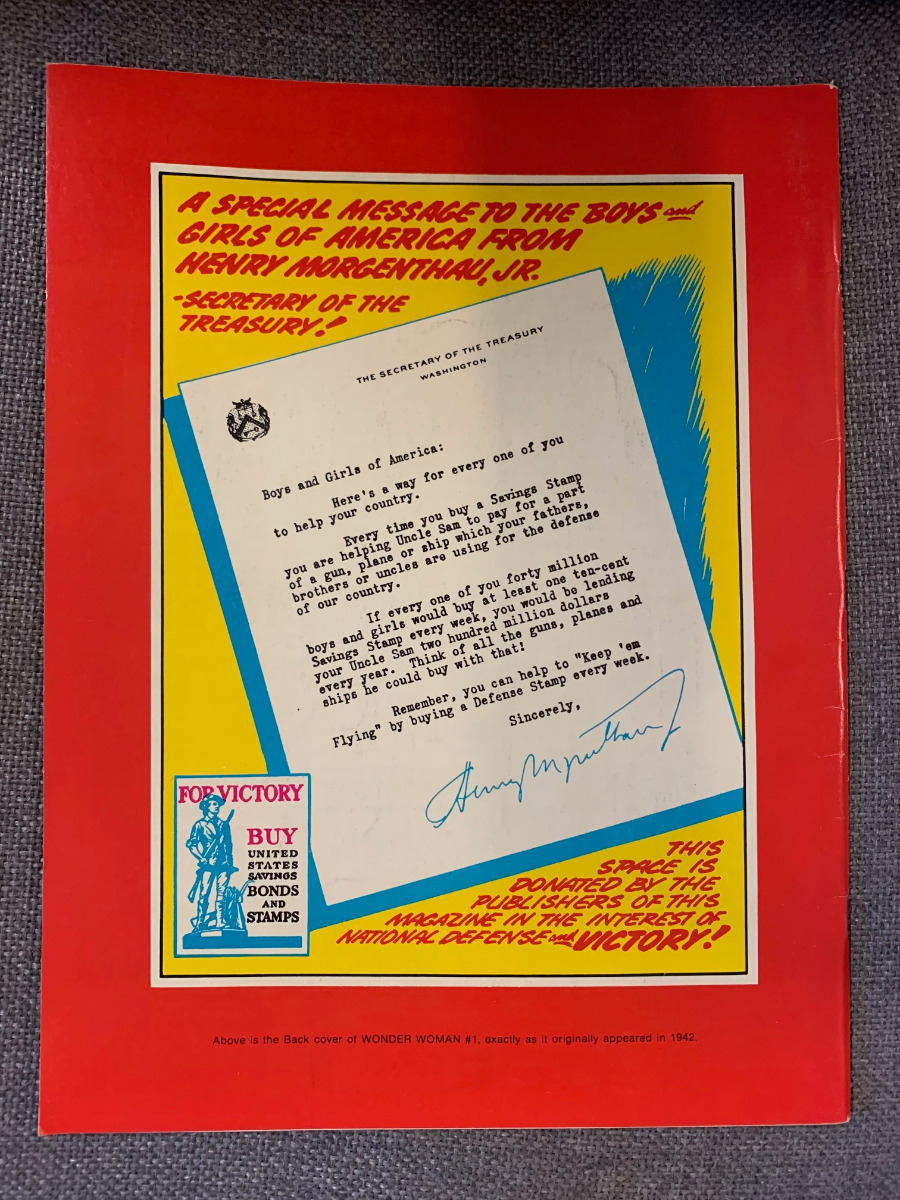 A SPECIAL MESSAGE TO THE BOYS and
GIRLS OF AMERICA FROM
HENRY MORGENTHAU, JR.
-SECRETARY OF THE
TREASURY!
THE SECRETARY OF THE TREASURY
WASHINGTON
Boys and Girls of America:
Here's a way for every one of you
to help your country.
Every time you buy a Savings Stamp
you are helping Uncle Sam to pay for a part
of a gun, plane or ship which your fathers,
brothers or uncles are using for the defense
of our country.
If every one of you forty million
boys and girls would buy at least one ten-cent
Savings Stamp every week, you would be lending
your Uncle Sam two hundred million dollars
every year. Think of all the guns, planes and
ships he could buy with that!
Remember, you can help to "Keep 'em
Flying" by buying a Defense Stamp every week.
Sincerely,
Henry Morgenthau Jr
FOR VICTORY
BUY
UNITED
STATES
SAVINGS
BONDS
AND
STAMPS
THIS
SPACE IS
DONATED BY THE
PUBLISHERS OF THIS
MAGAZINE IN THE INTEREST OF
NATIONAL DEFENSE and VICTORY!
Above is the Back cover of WONDER WOMAN #1, exactly as it originally appeared in 1942.